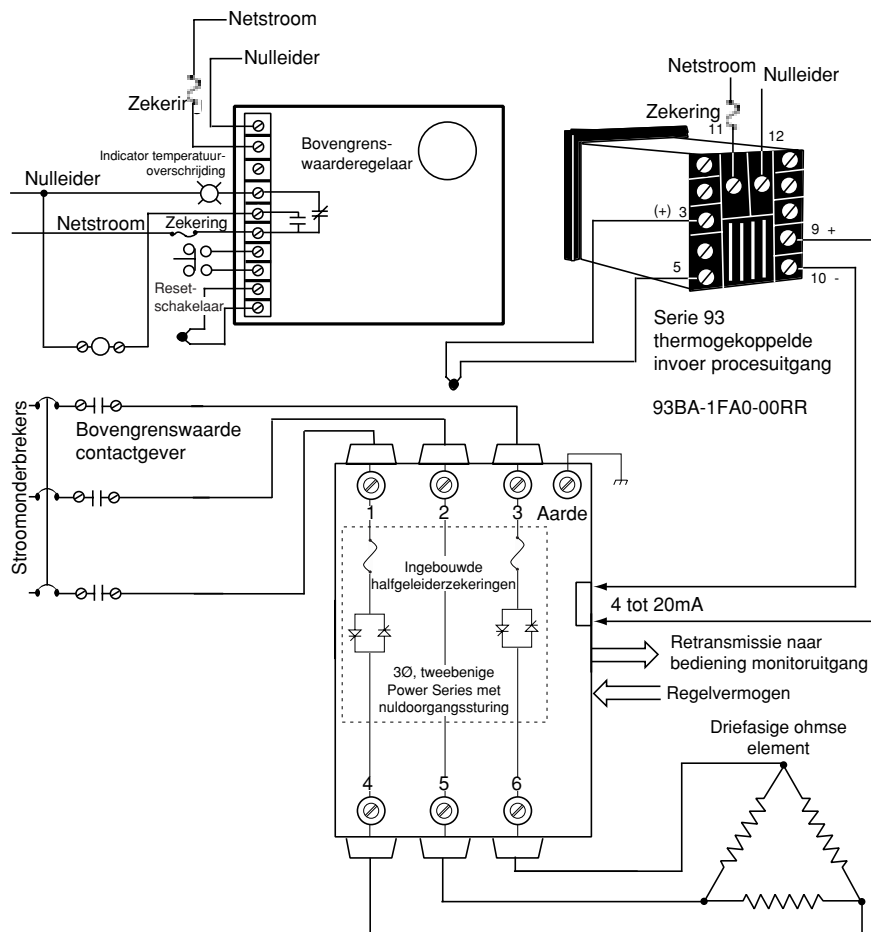 Netstroom
Nulleider
Zekerir
Indicator temperatuur-
overschrijding
Bovengrens-
waarderegelaar
Nulleider
Netstroom
Zekering
Reset-
schakelaar
Netstroom
Nulleider
Zekering
11
12
(+) 3
5
9 +
10 -
Serie 93
thermogekoppelde
invoer procesuitgang
93BA-1FA0-00RR
Stroomonderbrekers
Bovengrenswaarde
contactgever
1
2
3
Aarde
Ingebouwde
halfgeleiderzekeringen
4 tot 20mA
3Ø, tweebenige
Power Series met
nuldoorgangssturing
Retransmissie naar
bediening monitoruitgang
Regelvermogen
4
5
6
Driefasige ohmse
element